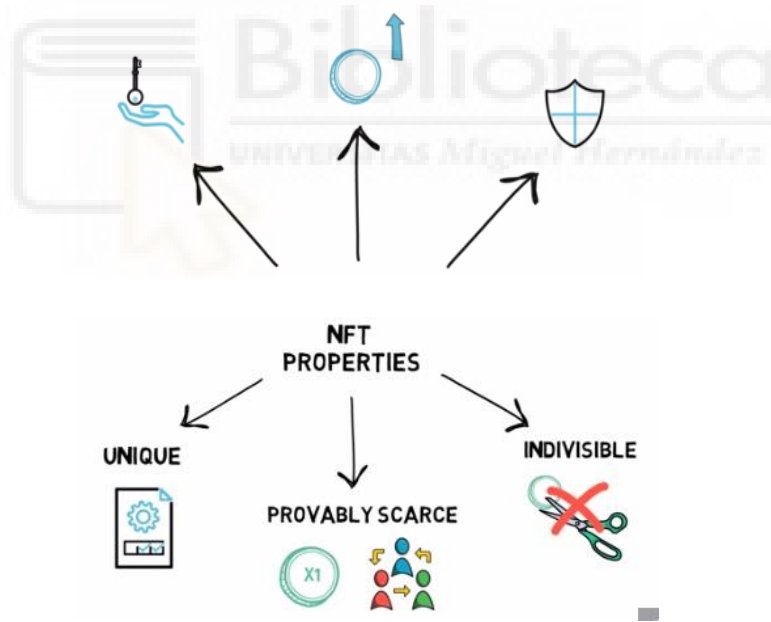 Biblioteca
UNIVERSITAS Miguel Hernández
NFT
PROPERTIES
UNIQUE
INDIVISIBLE
PROVABLY SCARCE
X1